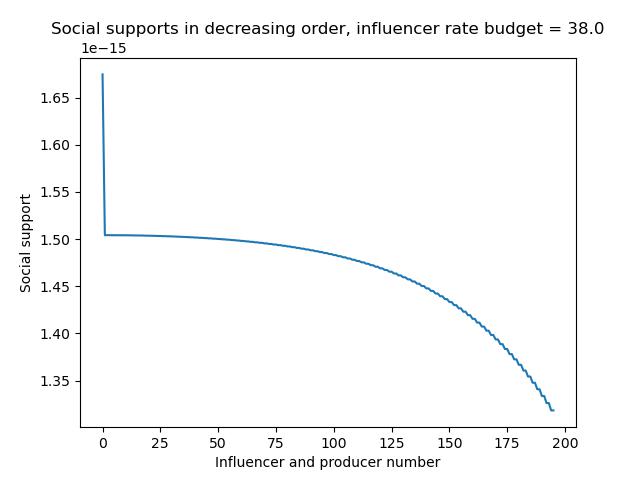 Social supports in decreasing order, influencer rate budget = 38.0
1e−15
1.65
1.60
1.55
1.50
1.45
1.40
1.35
Social support
0 25 50 75 100 125 150 175 200
Influencer and producer number